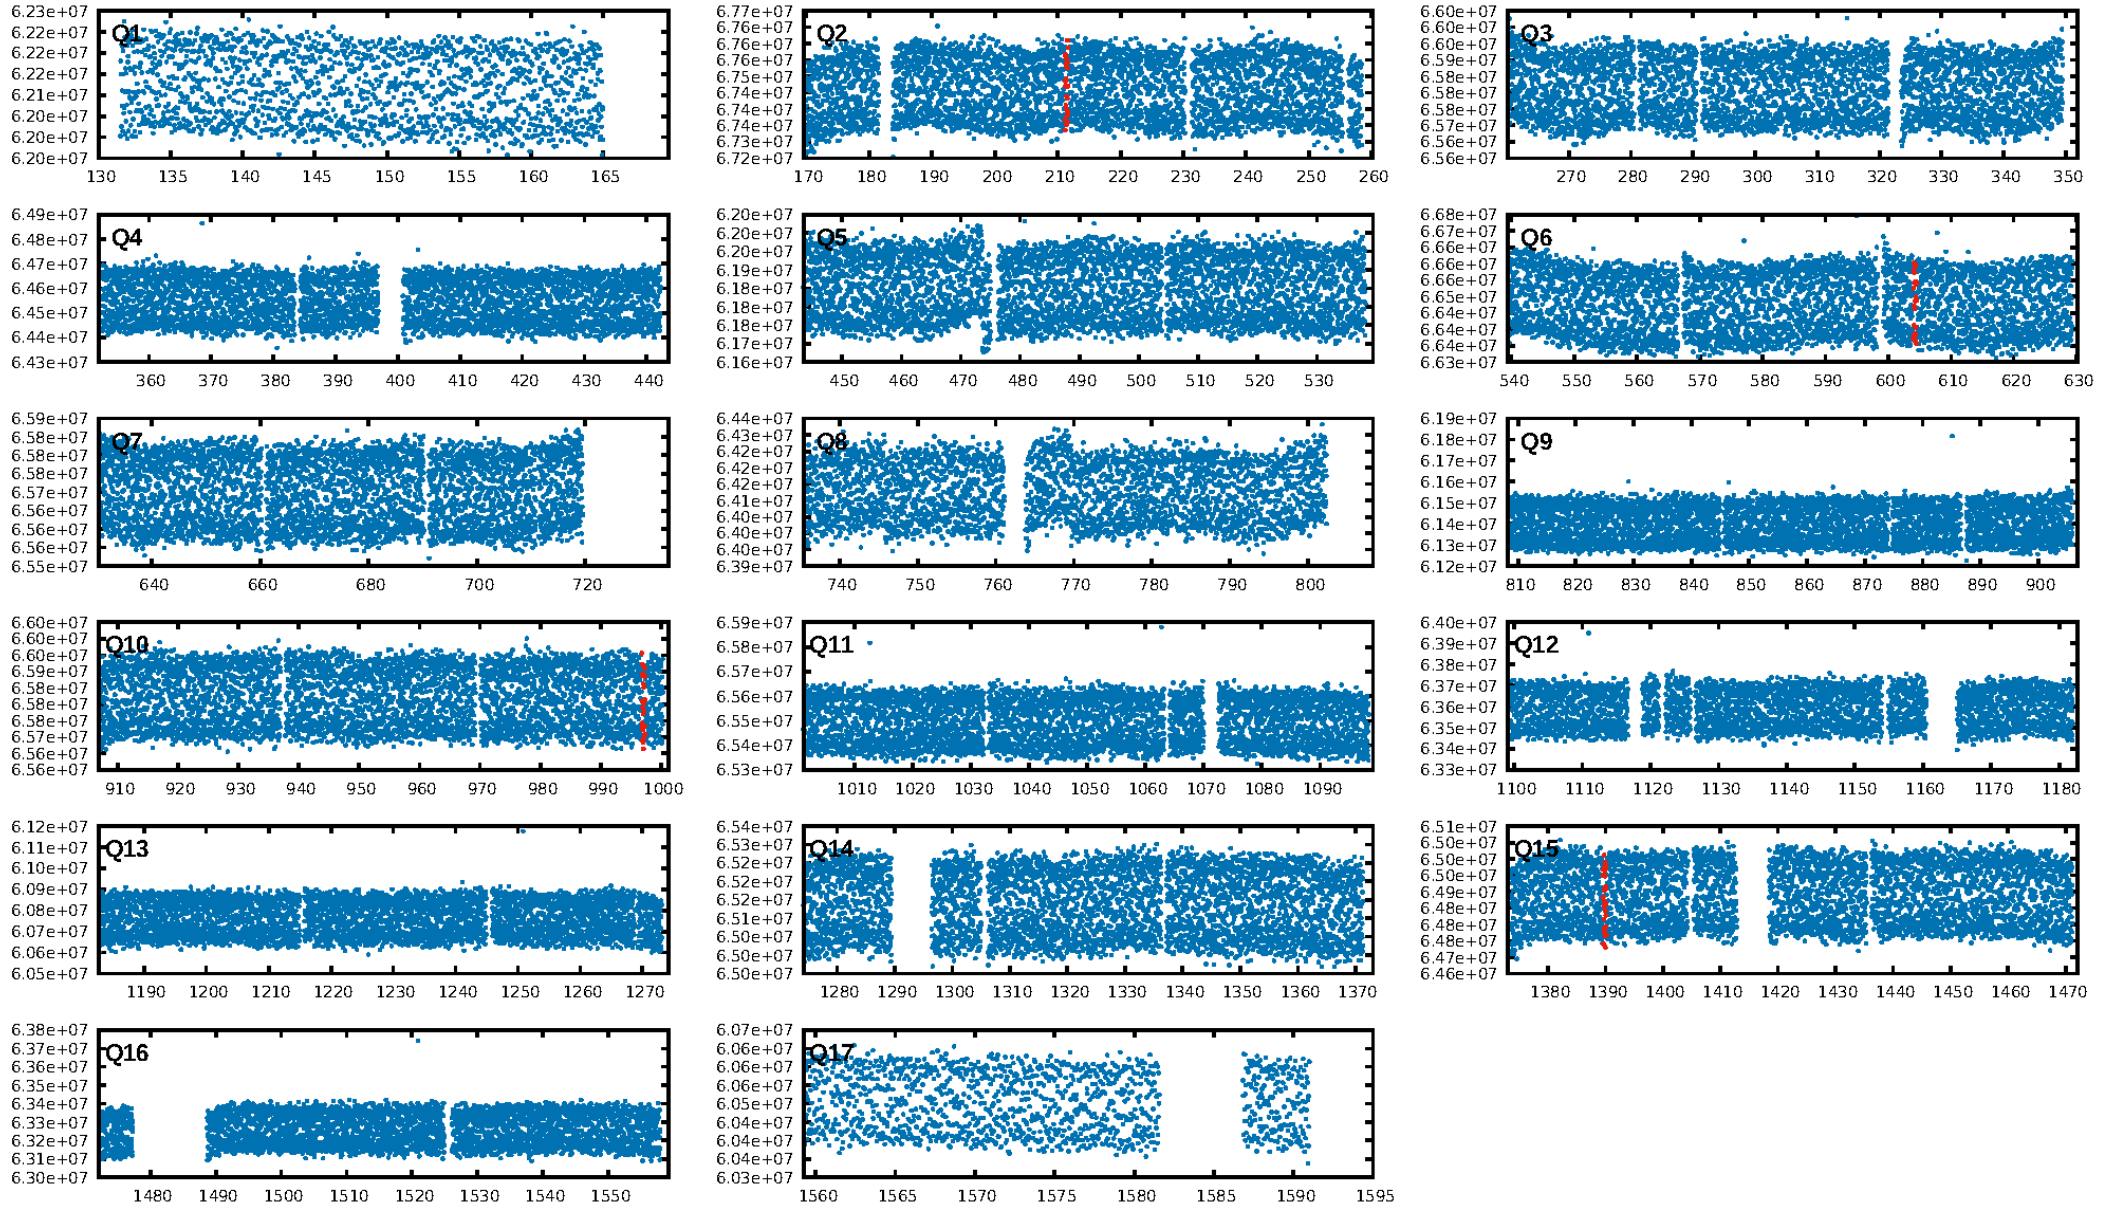 6.23e+07
6.22e+07
6.22e+07
6.22e+07
6.21e+07
6.20e+07
6.20e+07
6.20e+07
Q1
130 135 140 145 150 155 160 165
6.77e+07
6.76e+07
6.76e+07
6.76e+07
6.75e+07
6.74e+07
6.74e+07
6.74e+07
6.73e+07
6.72e+07
Q2
170 180 190 200 210 220 230 240 250 260
6.60e+07
6.60e+07
6.60e+07
6.59e+07
6.58e+07
6.58e+07
6.58e+07
6.57e+07
6.56e+07
6.56e+07
Q3
270 280 290 300 310 320 330 340 350
6.49e+07
6.48e+07
6.47e+07
6.46e+07
6.45e+07
6.44e+07
6.43e+07
Q4
360 370 380 390 400 410 420 430 440
6.20e+07
6.20e+07
6.20e+07
6.19e+07
6.18e+07
6.18e+07
6.18e+07
6.17e+07
6.16e+07
Q5
450 460 470 480 490 500 510 520 530
6.68e+07
6.67e+07
6.66e+07
6.66e+07
6.66e+07
6.65e+07
6.64e+07
6.64e+07
6.64e+07
6.63e+07
Q6
540 550 560 570 580 590 600 610 620 630
6.59e+07
6.58e+07
6.58e+07
6.58e+07
6.57e+07
6.56e+07
6.56e+07
6.56e+07
6.55e+07
Q7
640 660 680 700 720
6.44e+07
6.43e+07
6.42e+07
6.42e+07
6.42e+07
6.41e+07
6.40e+07
6.40e+07
6.40e+07
6.39e+07
Q8
740 750 760 770 780 790 800
6.19e+07
6.18e+07
6.17e+07
6.16e+07
6.15e+07
6.14e+07
6.13e+07
6.12e+07
Q9
810 820 830 840 850 860 870 880 890 900
6.60e+07
6.60e+07
6.60e+07
6.59e+07
6.58e+07
6.58e+07
6.58e+07
6.57e+07
6.56e+07
6.56e+07
Q10
910 920 930 940 950 960 970 980 990 1000
6.59e+07
6.58e+07
6.57e+07
6.56e+07
6.55e+07
6.54e+07
6.53e+07
Q11
1010 1020 1030 1040 1050 1060 1070 1080 1090
6.40e+07
6.39e+07
6.38e+07
6.37e+07
6.36e+07
6.35e+07
6.34e+07
6.33e+07
Q12
1100 1110 1120 1130 1140 1150 1160 1170 1180
6.12e+07
6.11e+07
6.10e+07
6.09e+07
6.08e+07
6.07e+07
6.06e+07
6.05e+07
Q13
1190 1200 1210 1220 1230 1240 1250 1260 1270
6.54e+07
6.53e+07
6.52e+07
6.52e+07
6.52e+07
6.51e+07
6.50e+07
6.50e+07
6.50e+07
Q14
1280 1290 1300 1310 1320 1330 1340 1350 1360 1370
6.51e+07
6.50e+07
6.50e+07
6.50e+07
6.49e+07
6.48e+07
6.48e+07
6.48e+07
6.47e+07
6.46e+07
Q15
1380 1390 1400 1410 1420 1430 1440 1450 1460 1470
6.38e+07
6.37e+07
6.36e+07
6.35e+07
6.34e+07
6.33e+07
6.32e+07
6.31e+07
6.30e+07
Q16
1480 1490 1500 1510 1520 1530 1540 1550
6.07e+07
6.06e+07
6.06e+07
6.06e+07
6.05e+07
6.04e+07
6.04e+07
6.04e+07
6.03e+07
Q17
1560 1565 1570 1575 1580 1585 1590 1595